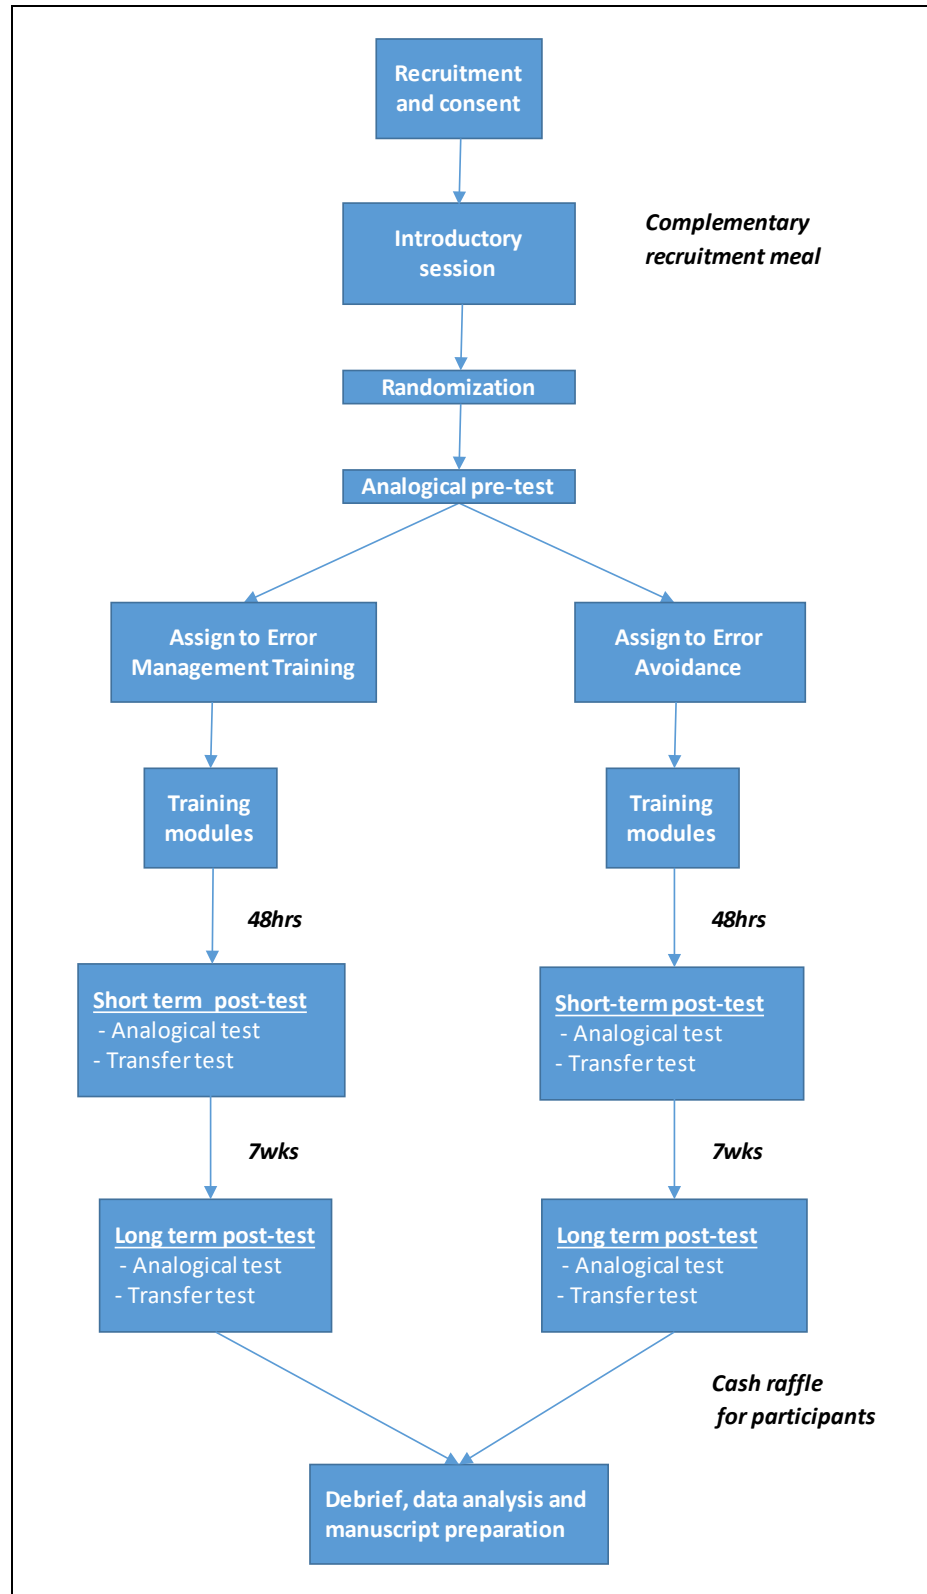 Recruitment
and consent
Introductory
session
Complementary
recruitment meal
Randomization
Analogical pre-test
Assign to Error
Management Training
Assign to Error
Avoidance
Training
modules
Training
modules
48hrs
48hrs
Short term post-test
- Analogical test
- Transfer test
Short-term post-test
- Analogical test
- Transfer test
7wks
7wks
Long term post-test
- Analogical test
- Transfer test
Long term post-test
- Analogical test
- Transfer test
Cash raffle
for participants
Debrief, data analysis and
manuscript preparation